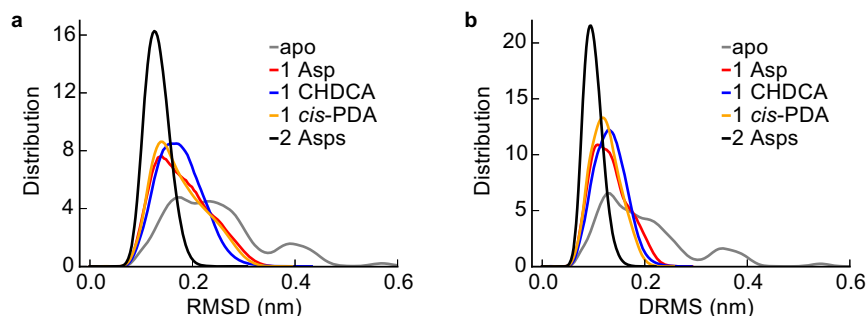 a
16
12
8
4
0
Distribution
apo
1 Asp
1 CHDCA
1 cis-PDA
2 Asps
0.0 0.2 0.4 0.6
RMSD (nm)
b
20
15
10
5
0
Distribution
apo
1 Asp
1 CHDCA
1 cis-PDA
2 Asps
0.0 0.2 0.4 0.6
DRMS (nm)